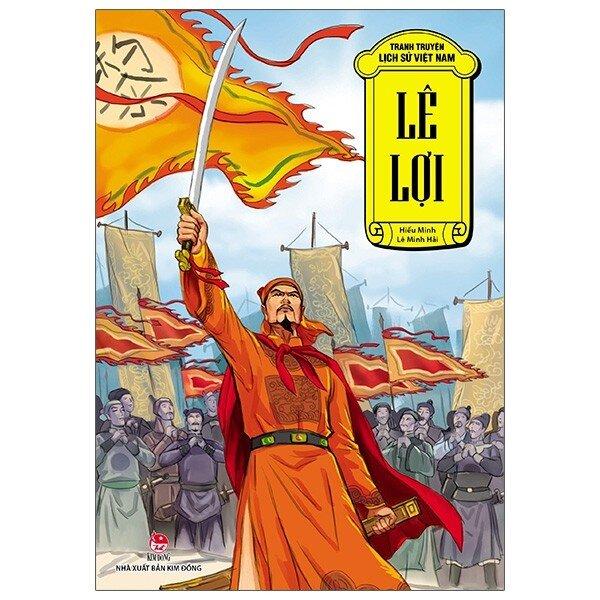 TRANH TRUYỆN
LỊCH SỬ VIỆT NAM
LÊ
LỢI
Hiếu Minh
Lê Minh Hải
KIM ĐỒNG
NHÀ XUẤT BẢN KIM ĐỒNG